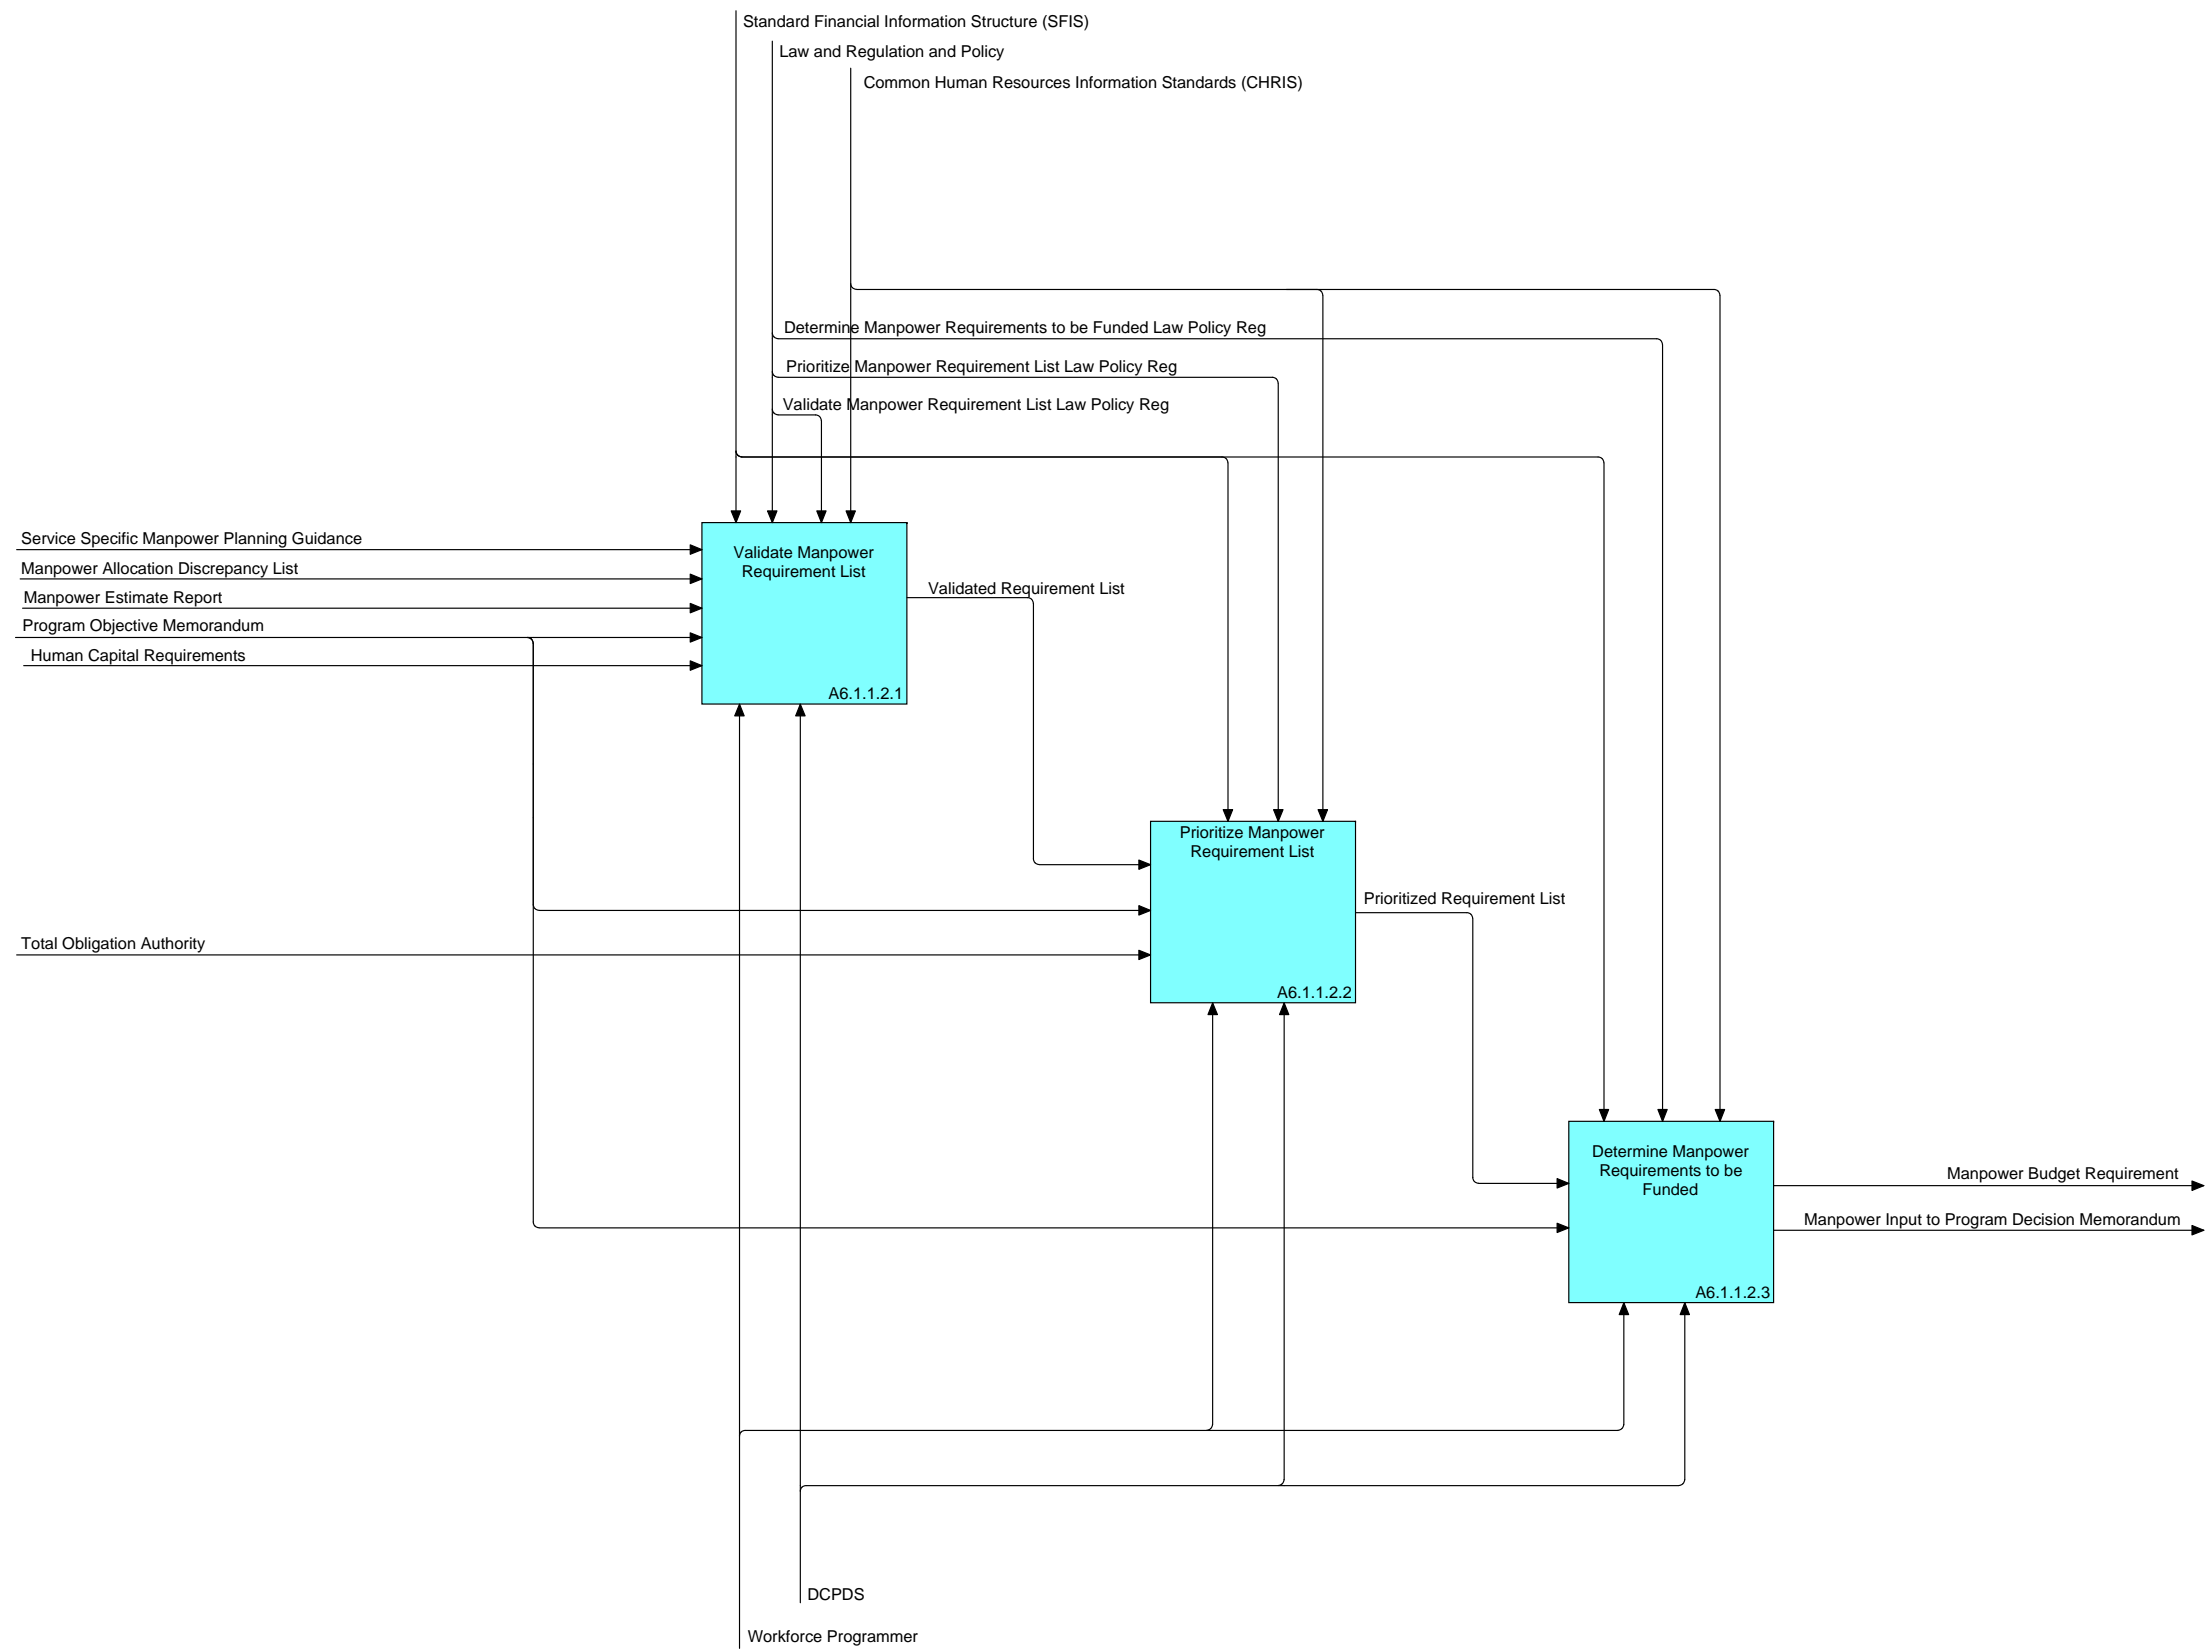 Standard Financial Information Structure (SFIS)
Law and Regulation and Policy
Common Human Resources Information Standards (CHRIS)
Determine Manpower Requirements to be Funded Law Policy Reg
Prioritize Manpower Requirement List Law Policy Reg
Validate Manpower Requirement List Law Policy Reg
Service Specific Manpower Planning Guidance
Manpower Allocation Discrepancy List
Manpower Estimate Report
Program Objective Memorandum
Human Capital Requirements
Validate Manpower
Requirement List
A6.1.1.2.1
Validated Requirement List
Prioritize Manpower
Requirement List
A6.1.1.2.2
Prioritized Requirement List
Total Obligation Authority
Determine Manpower
Requirements to be
Funded
A6.1.1.2.3
Manpower Budget Requirement
Manpower Input to Program Decision Memorandum
DCPDS
Workforce Programmer